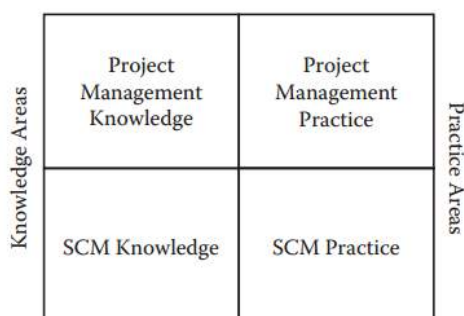 Knowledge Areas
Project
Management
Knowledge
Project
Management
Practice
Practice Areas
SCM Knowledge
SCM Practice